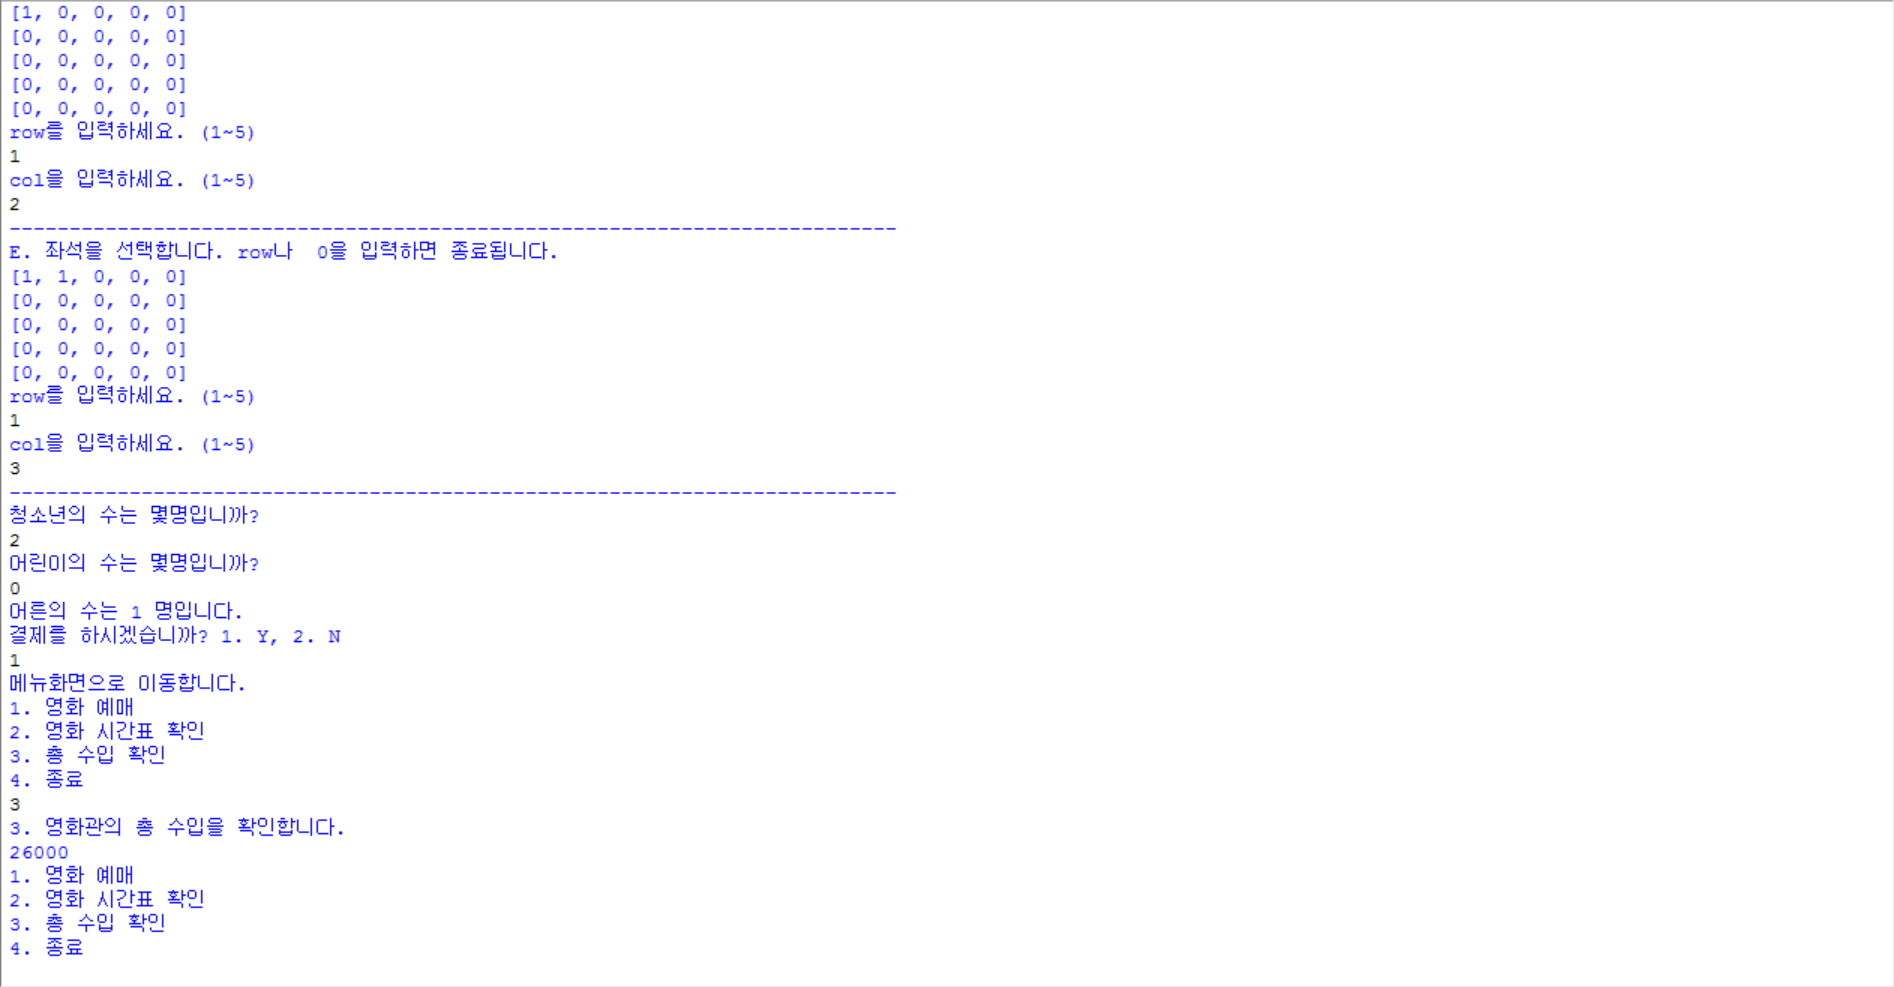 [1, 0, 0, 0, 0]
[0, 0, 0, 0, 0]
[0, 0, 0, 0, 0]
[0, 0, 0, 0, 0]
[0, 0, 0, 0, 0]
row를 입력하세요. (1~5)
1
col을 입력하세요. (1~5)
2
--------------------------------------------------------------------------
E. 좌석을 선택합니다. row나  0을 입력하면 종료됩니다.
[1, 1, 0, 0, 0]
[0, 0, 0, 0, 0]
[0, 0, 0, 0, 0]
[0, 0, 0, 0, 0]
[0, 0, 0, 0, 0]
row를 입력하세요. (1~5)
1
col을 입력하세요. (1~5)
3
--------------------------------------------------------------------------
청소년의 수는 몇명입니까?
2
어린이의 수는 몇명입니까?
0
어른의 수는 1 명입니다.
결제를 하시겠습니까? 1. Y, 2. N
1
메뉴화면으로 이동합니다.
1. 영화 예매
2. 영화 시간표 확인
3. 총 수입 확인
4. 종료
3
3. 영화관의 총 수입을 확인합니다.
26000
1. 영화 예매
2. 영화 시간표 확인
3. 총 수입 확인
4. 종료